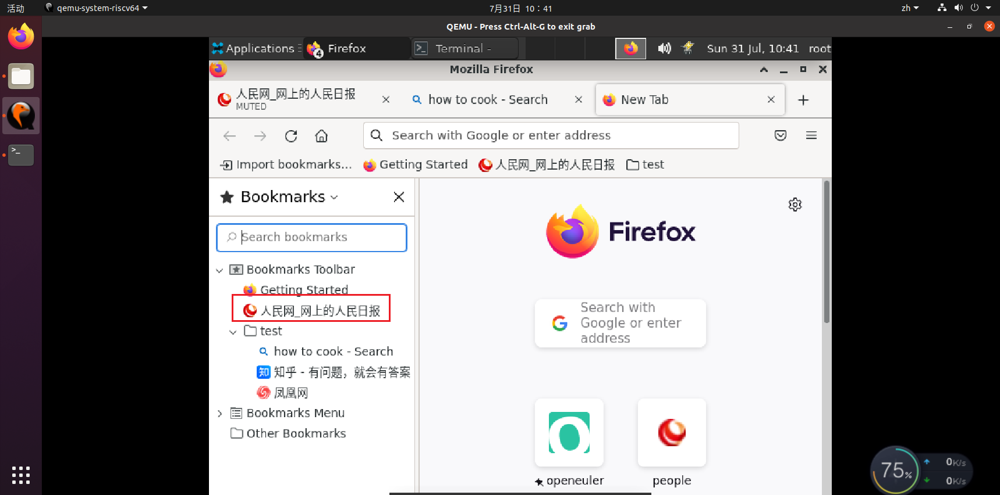 活动
qemu-system-riscv64
7月31日 10：41
zh
QEMU - Press Ctrl-Alt-G to exit grab
Applications
4
Firefox
Terminal -
Sun 31 Jul, 10:41
root
Mozilla Firefox
人民网_网上的人民日报
MUTED
how to cook - Search
New Tab
Search with Google or enter address
Import bookmarks...
Getting Started
人民网_网上的人民日报
test
Bookmarks
Search bookmarks
Bookmarks Toolbar
Getting Started
人民网_网上的人民日报
test
how to cook - Search
知 知乎 - 有问题，就会有答案
凤凰网
Bookmarks Menu
Other Bookmarks
Firefox
Search with
Google or enter
address
openeuler
people
75%
0K/s
0K/s